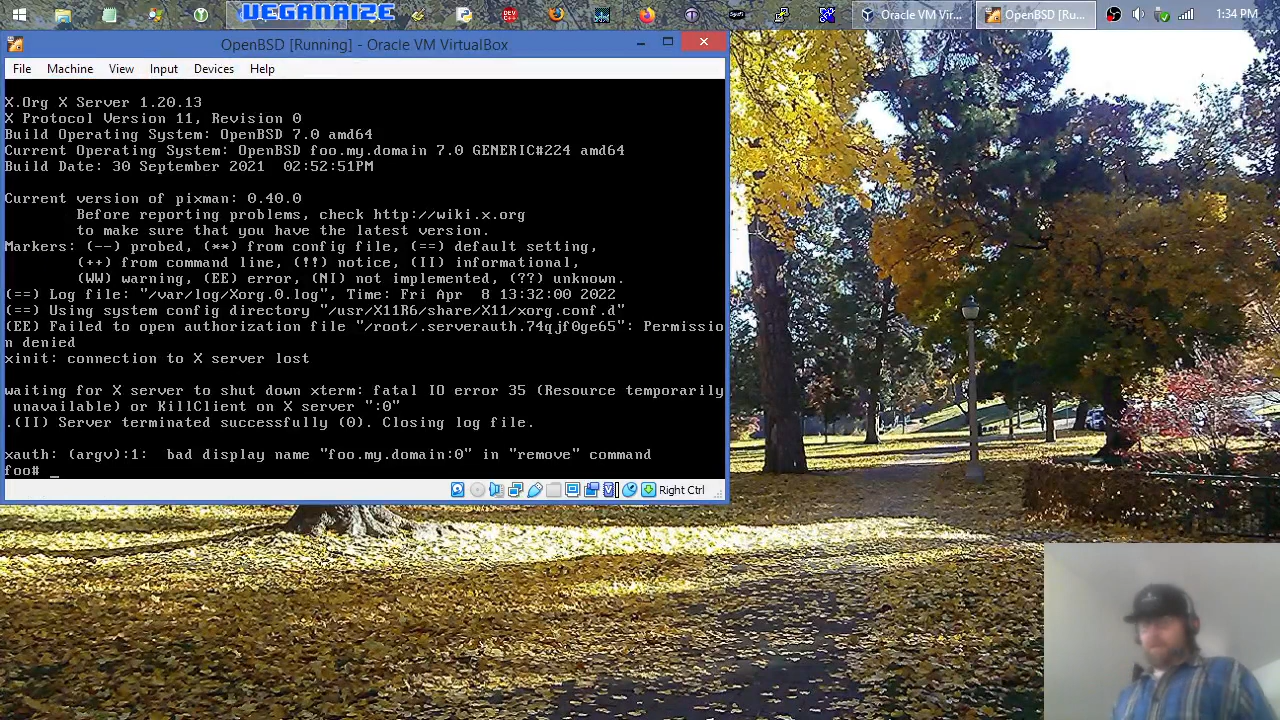 VEGANAIZE
DEV C++
Oracle VM Vir...
OpenBSD [Ru...
1:34 PM
OpenBSD [Running] - Oracle VM VirtualBox
File Machine View Input Devices Help
X.Org X Server 1.20.13
X Protocol Version 11, Revision 0
Build Operating System: OpenBSD 7.0 amd64
Current Operating System: OpenBSD foo.my.domain 7.0 GENERIC#224 amd64
Build Date: 30 September 2021  02:52:51PM
Current version of pixman: 0.40.0
Before reporting problems, check http://wiki.x.org
to make sure that you have the latest version.
Markers: (--) probed, (**) from config file, (==) default setting,
(++) from command line, (!!) notice, (II) informational,
(WW) warning, (EE) error, (NI) not implemented, (??) unknown.
(==) Log file: "/var/log/Xorg.0.log", Time: Fri Apr  8 13:32:00 2022
(==) Using system config directory "/usr/X11R6/share/X11/xorg.conf.d"
(EE) Failed to open authorization file "/root/.serverauth.74qjf0ge65": Permissio
n denied
xinit: connection to X server lost
waiting for X server to shut down xterm: fatal IO error 35 (Resource temporarily
unavailable) or KillClient on X server ":0"
.(II) Server terminated successfully (0). Closing log file.
xauth: (argv):1:  bad display name "foo.my.domain:0" in "remove" command
foo# _
Right Ctrl